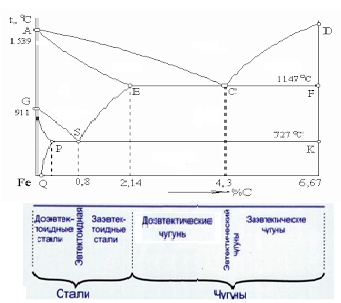 t, °C
A
D
1539
E
C
1147°C
F
G
911
S
P
727°C
K
Fe
Q
0,8
2,14
4,3
6,67
%C
Доэвтек-
тоидные
стали
Эвтектоидная
Заэвтек-
тоидные
стали
Доэвтектические
чугуны
Эвтектический
чугуны
Заэвтектические
чугуны
Стали
Чугуны